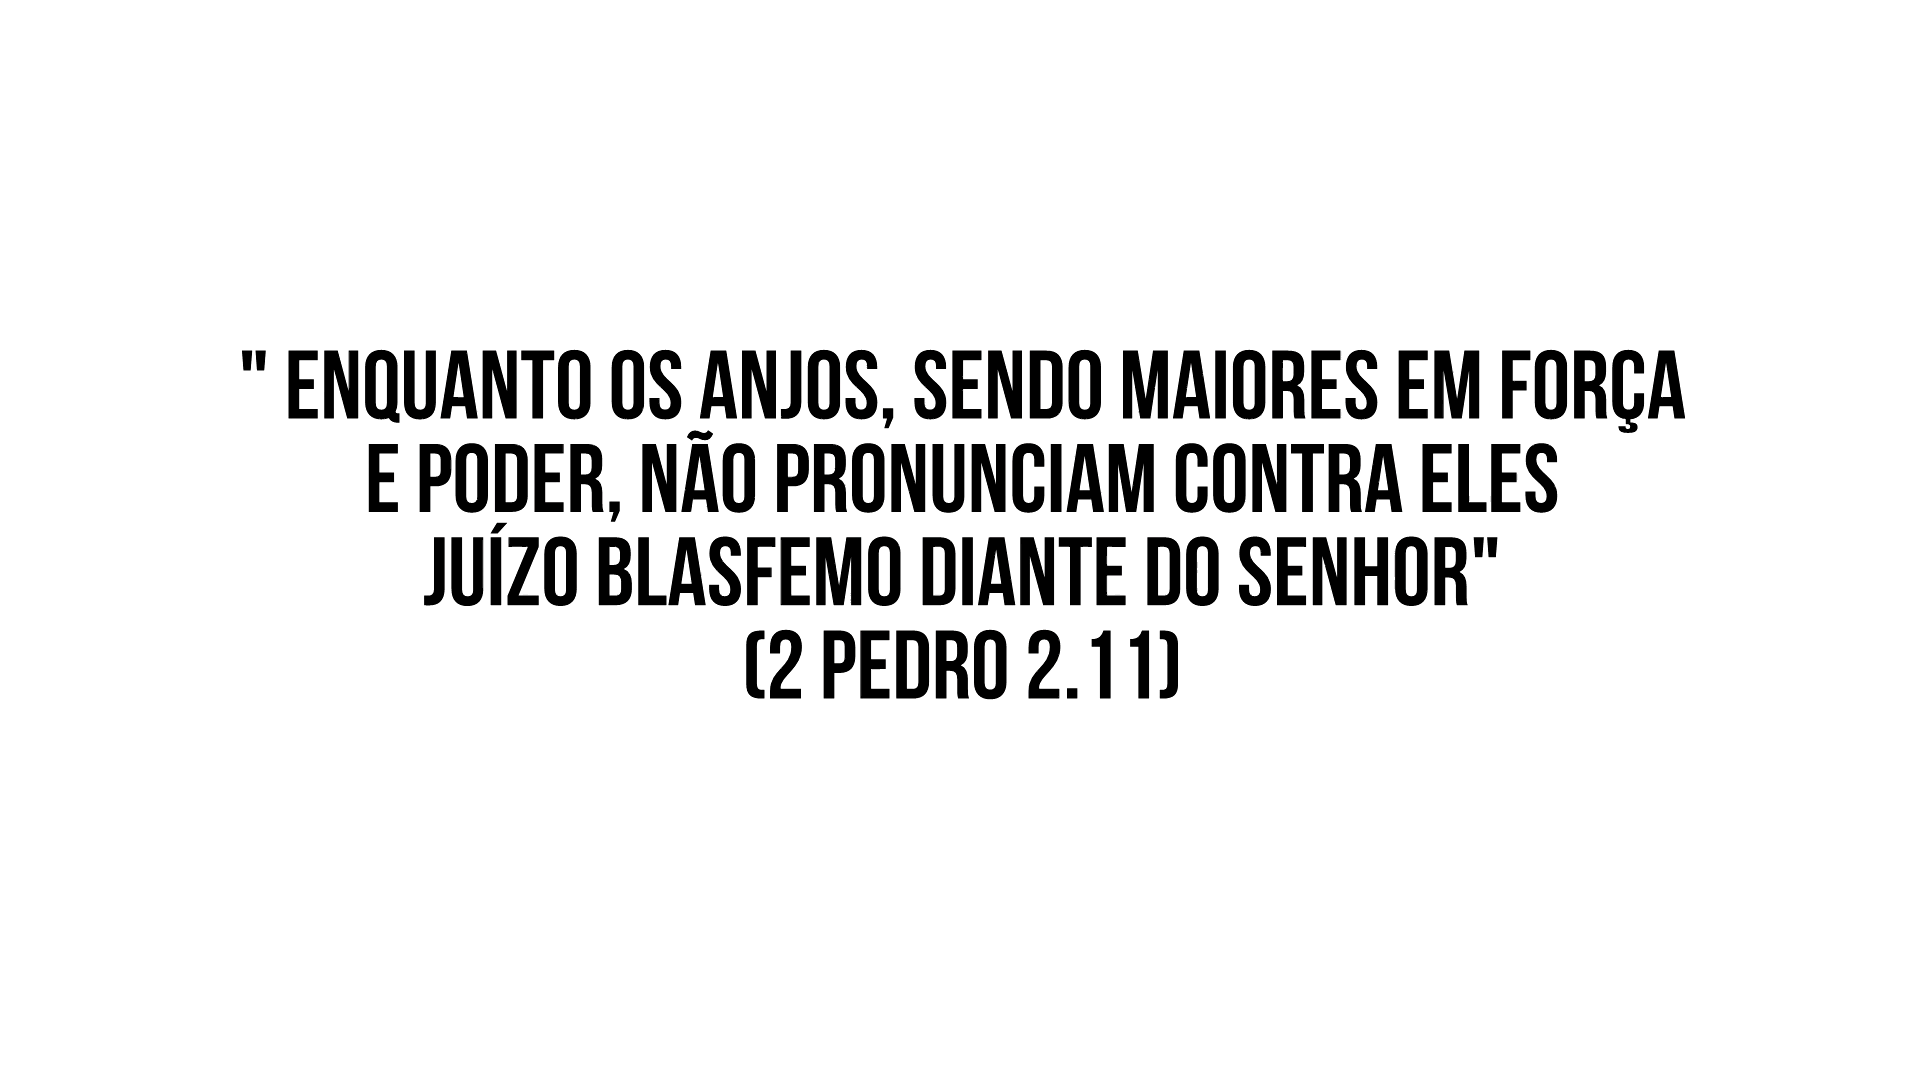 " ENQUANTO OS ANJOS, SENDO MAIORES EM FORÇA
E PODER, NÃO PRONUNCIAM CONTRA ELES
JUÍZO BLASFEMO DIANTE DO SENHOR"
(2 PEDRO 2.11)